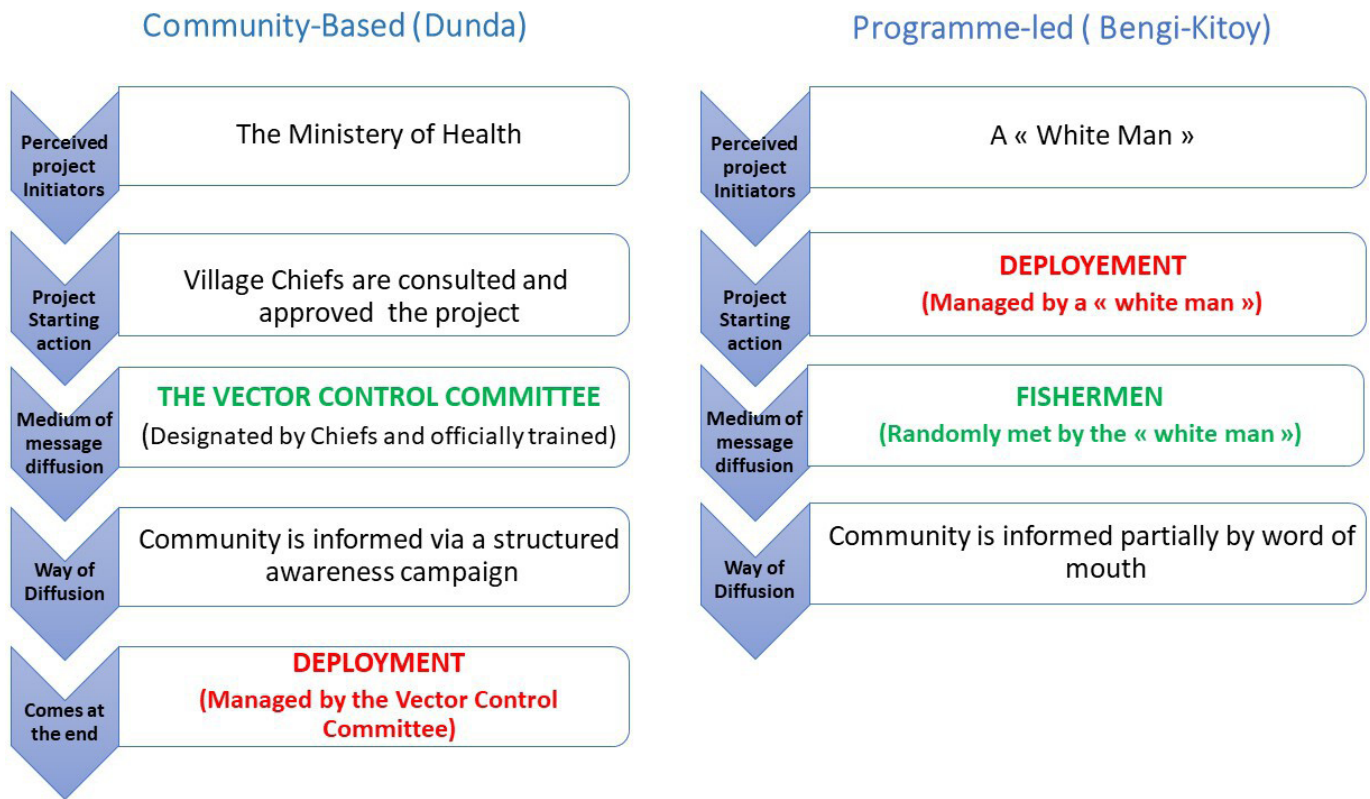 Community-Based (Dunda)
Perceived
project
Initiators
The Ministery of Health
Project
Starting
action
Village Chiefs are consulted and
approved the project
Medium of
message
diffusion
THE VECTOR CONTROL COMMITTEE
(Designated by Chiefs and officially trained)
Way of
Diffusion
Community is informed via a structured
awareness campaign
Comes at
the end
DEPLOYMENT
(Managed by the Vector Control
Committee)
Programme-led ( Bengi-Kitoy)
Perceived
project
Initiators
A « White Man »
Project
Starting
action
DEPLOYEMENT
(Managed by a « white man »)
Medium of
message
diffusion
FISHERMEN
(Randomly met by the « white man »)
Way of
Diffusion
Community is informed partially by word of
mouth